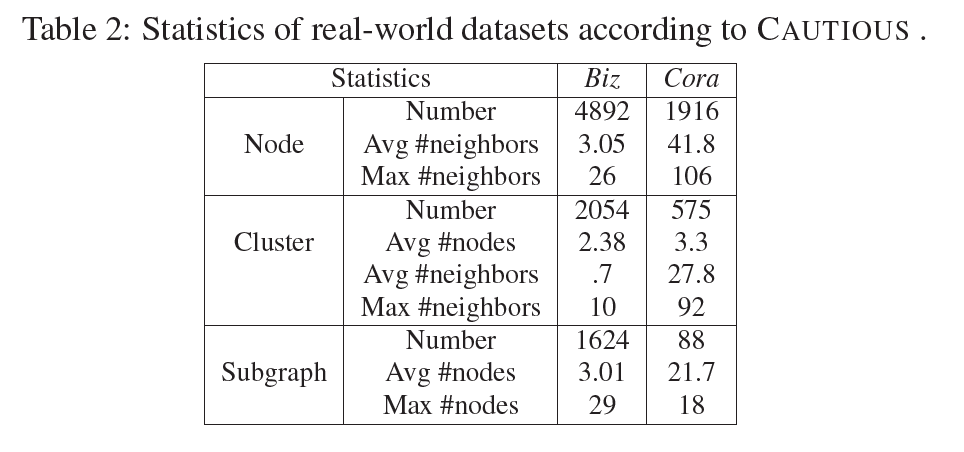 Table 2: Statistics of real-world datasets according to CAUTIOUS .
Statistics Biz Cora
Node Number 4892 1916
Avg #neighbors 3.05 41.8
Max #neighbors 26 106
Cluster Number 2054 575
Avg #nodes 2.38 3.3
Avg #neighbors .7 27.8
Max #neighbors 10 92
Subgraph Number 1624 88
Avg #nodes 3.01 21.7
Max #nodes 29 18